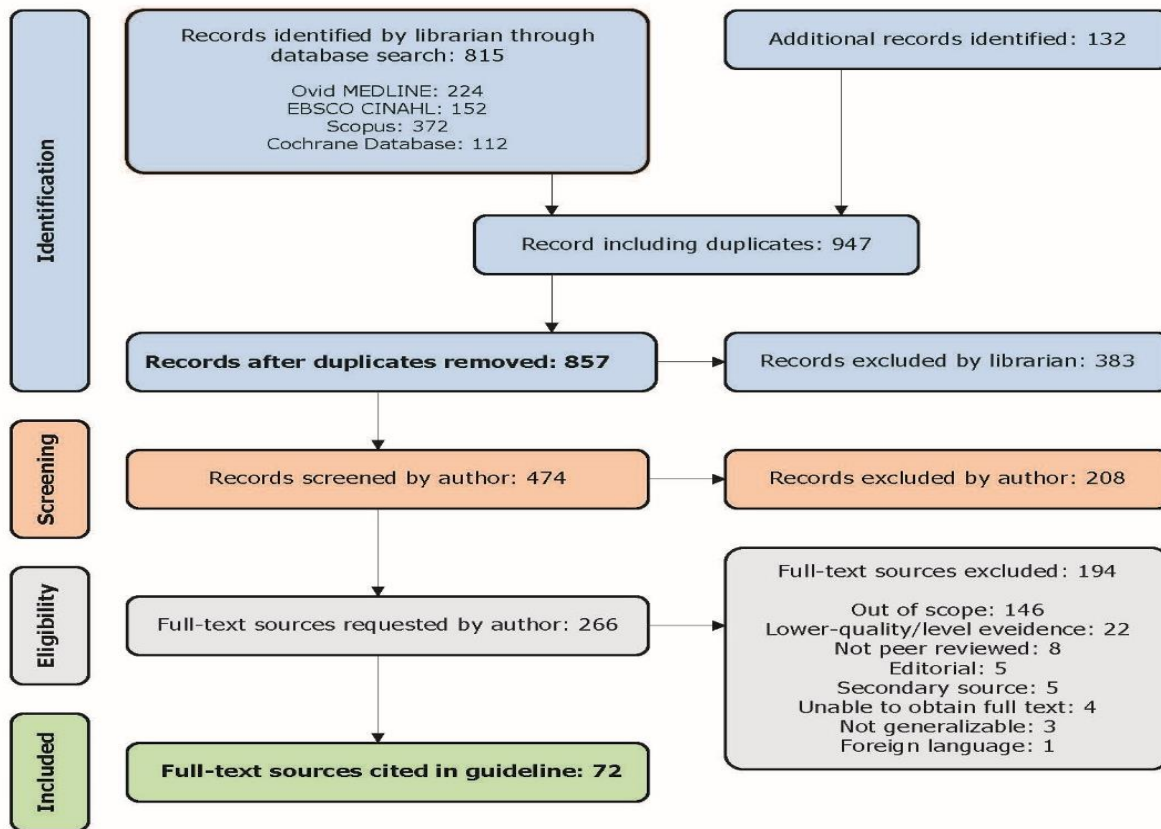 Identification
Records identified by librarian through
database search: 815
Ovid MEDLINE: 224
EBSCO CINAHL: 152
Scopus: 372
Cochrane Database: 112
Additional records identified: 132
Record including duplicates: 947
Records after duplicates removed: 857
Records excluded by librarian: 383
Screening
Records screened by author: 474
Records excluded by author: 208
Eligibility
Full-text sources requested by author: 266
Full-text sources excluded: 194
Out of scope: 146
Lower-quality/level eveidence: 22
Not peer reviewed: 8
Editorial: 5
Secondary source: 5
Unable to obtain full text: 4
Not generalizable: 3
Foreign language: 1
Included
Full-text sources cited in guideline: 72